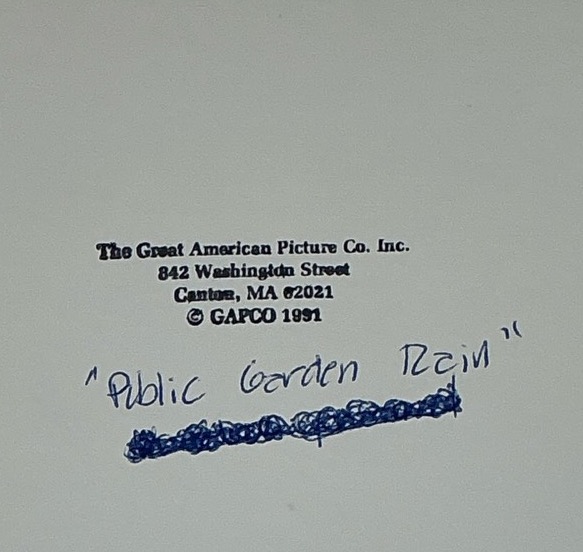 The Great American Picture Co. Inc.
842 Washington Street
Canton, MA 02021
© GAPCO 1991
"Public Garden Rain"